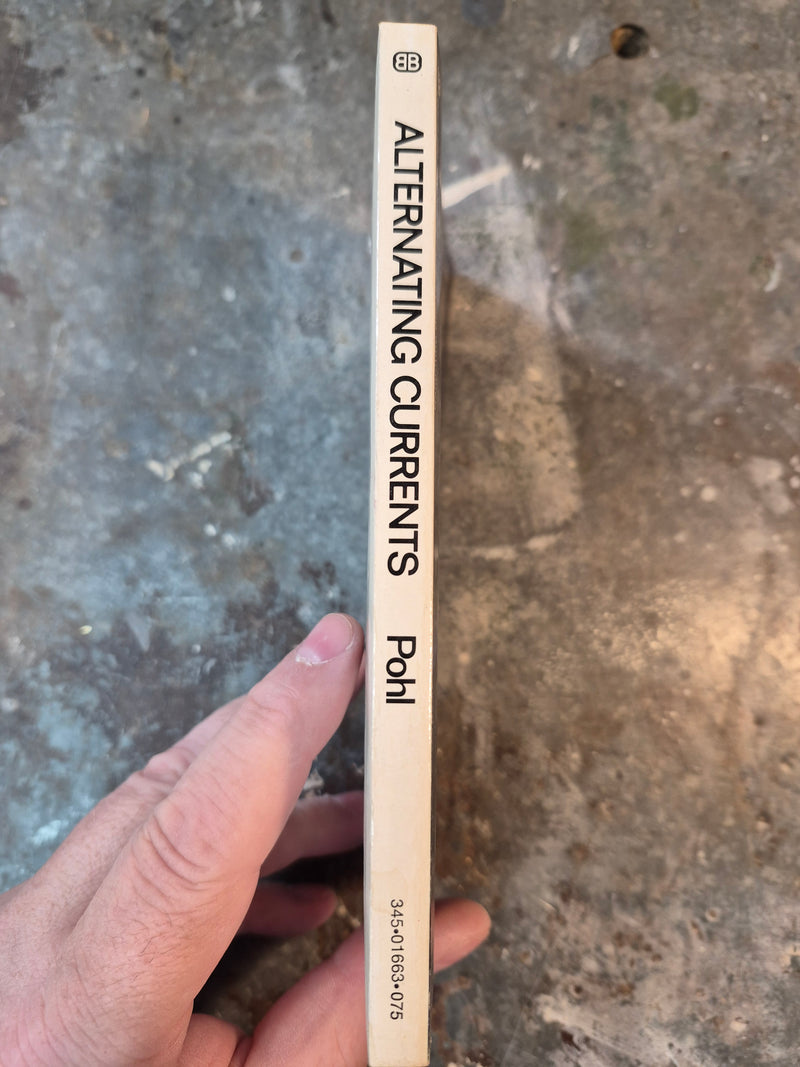 BB
ALTERNATING CURRENTS
Pohl
345•01663•075